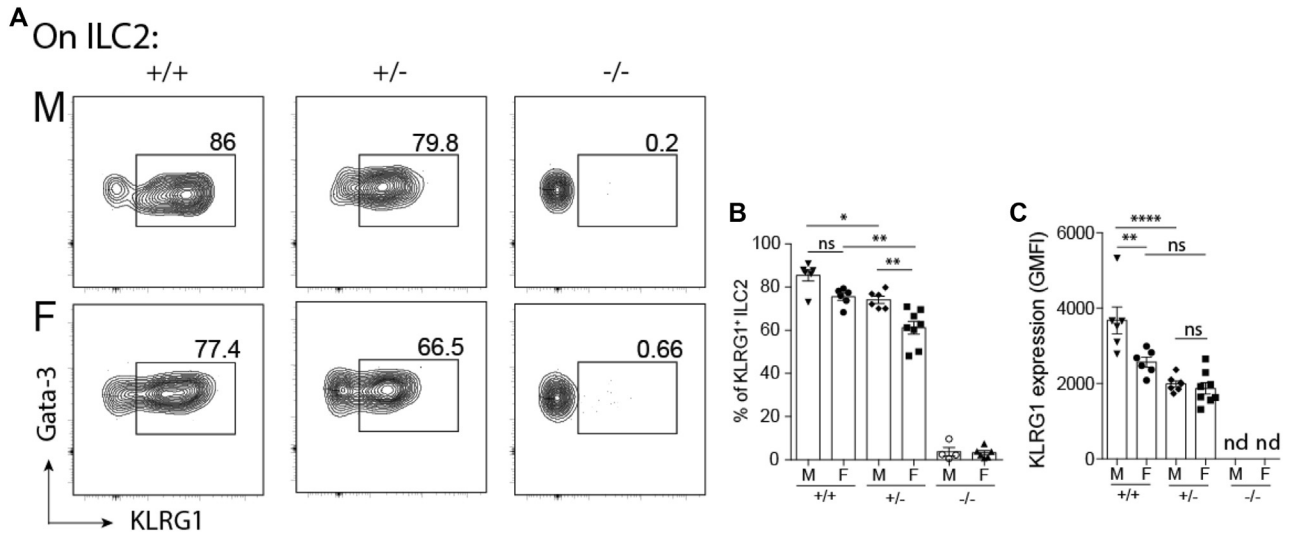 A
On ILC2:
+/+ +/- -/-
M
86
79.8
0.2
F
77.4
66.5
0.66
Gata-3
KLRG1
B
% of KLRG1⁺ ILC2
100
80
60
40
20
0
*
ns
**
**
M F M F M F
+/+ +/- -/-
C
KLRG1 expression (GMFI)
6000
4000
2000
0
****
**
ns
ns
nd nd
M F M F M F
+/+ +/- -/-